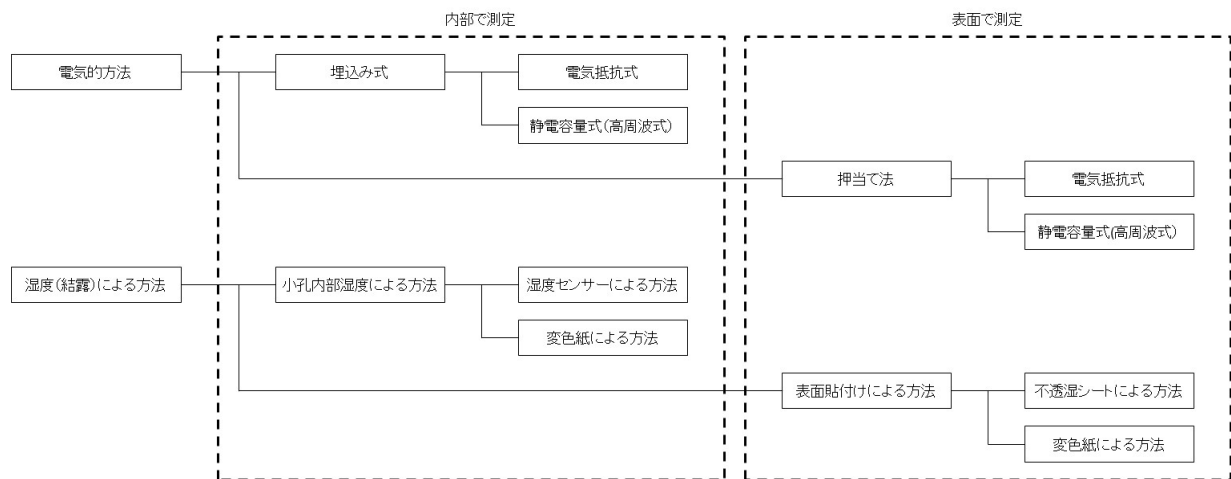 内部で測定
表面で測定
電気的方法
埋込み式
電気抵抗式
静電容量式(高周波式)
押当て法
電気抵抗式
静電容量式(高周波式)
湿度(結露)による方法
小孔内部湿度による方法
湿度センサーによる方法
変色紙による方法
表面貼付けによる方法
不透湿シートによる方法
変色紙による方法